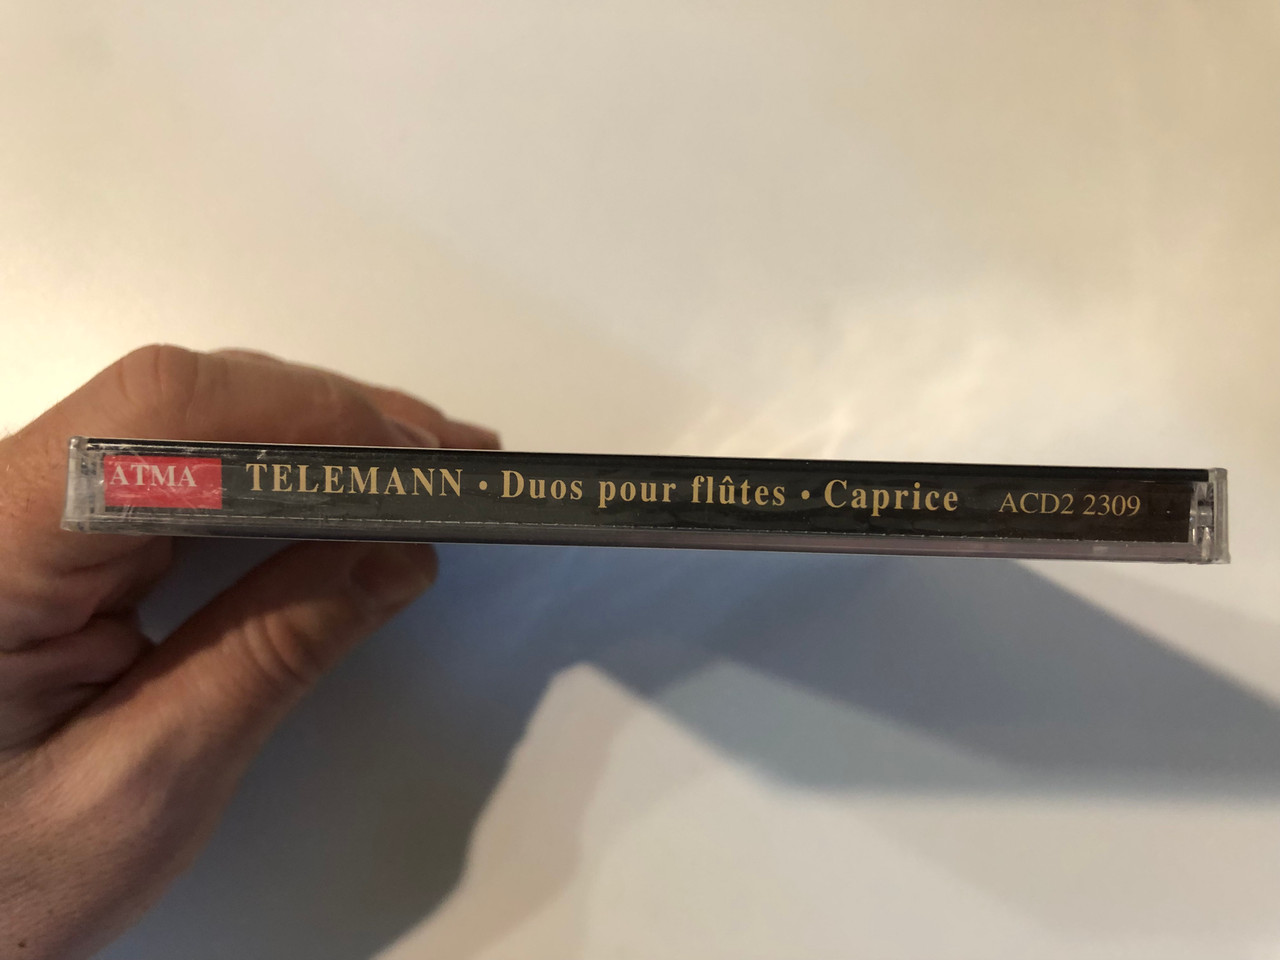 ATMA TELEMANN • Duos pour flûtes • Caprice ACD2 2309